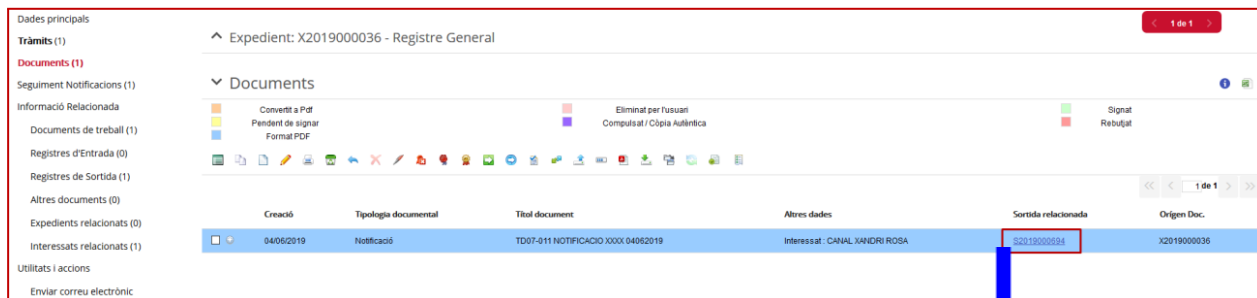 Dades principals
Tràmits (1)
Documents (1)
Seguiment Notificacions (1)
Informació Relacionada
Documents de treball (1)
Registres d'Entrada (0)
Registres de Sortida (1)
Altres documents (0)
Expedients relacionats (0)
Interessats relacionats (1)
Utilitats i accions
Enviar correu electrònic
1 de 1
Expedient: X2019000036 - Registre General
Documents
Convertit a Pdf
Eliminat per l'usuari
Signat
Pendent de signar
Compulsat / Còpia Autèntica
Rebutjat
Format PDF
1 de 1
Creació Tipologia documental Títol document Altres dades Sortida relacionada Orígen Doc.
04/06/2019 Notificació TD07-011 NOTIFICACIO XXXX 04062019 Interessat : CANAL XANDRI ROSA S2019000694 X2019000036